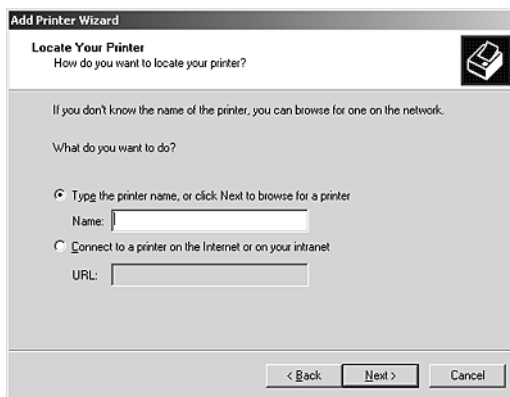 Add Printer Wizard
Locate Your Printer
How do you want to locate your printer?
If you don't know the name of the printer, you can browse for one on the network.
What do you want to do?
Type the printer name, or click Next to browse for a printer
Name:
Connect to a printer on the Internet or on your intranet
URL:
< Back Next > Cancel